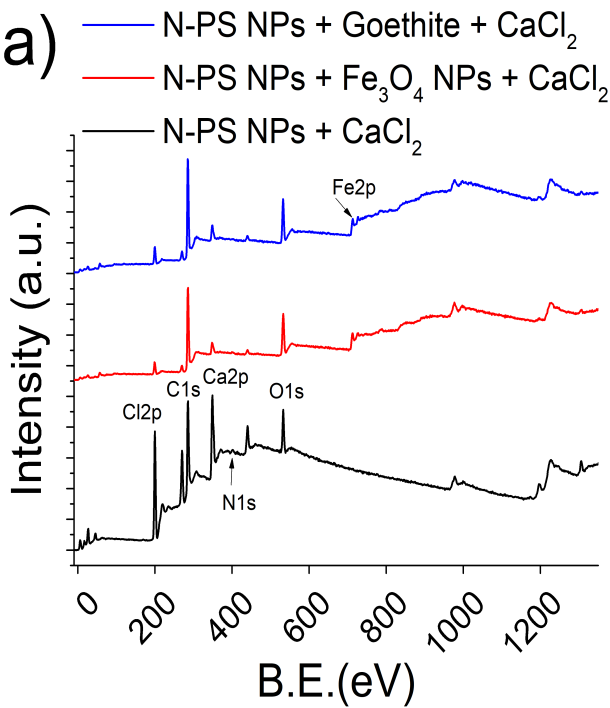 a)
N-PS NPs + Goethite + CaCl₂
N-PS NPs + Fe₃O₄ NPs + CaCl₂
N-PS NPs + CaCl₂
Fe2p
Intensity (a.u.)
Cl2p
C1s
Ca2p
O1s
N1s
0 200 400 600 800 1000 1200
B.E.(eV)